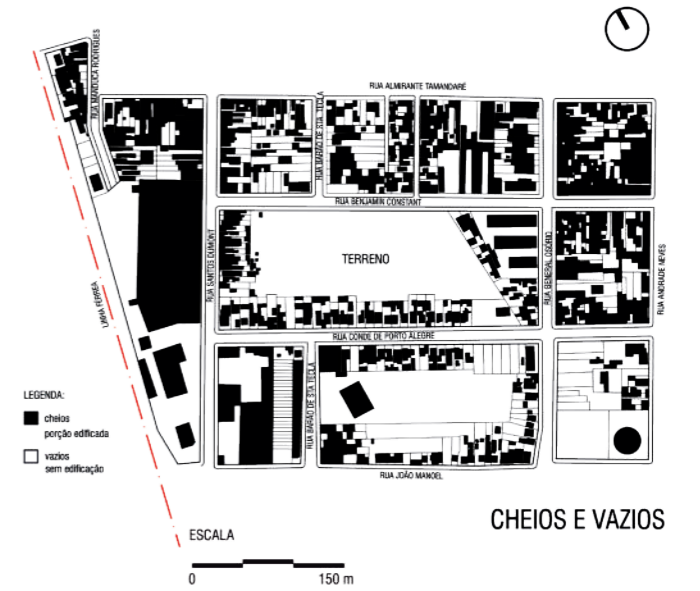 RUA MANDUCA RODRIGUES
RUA ALMIRANTE TAMANDARÉ
RUA BARÃO DE STA TECLA
RUA BENJAMIN CONSTANT
RUA SANTOS DUMONT
TERRENO
RUA GENERAL OSÓRIO
RUA ANDRADE NEVES
LINHA FÉRREA
RUA CONDE DE PORTO ALEGRE
RUA BARÃO DE STA TECLA
RUA JOÃO MANOEL
LEGENDA:
cheios
porção edificada
vazios
sem edificação
CHEIOS E VAZIOS
ESCALA
0 150 m